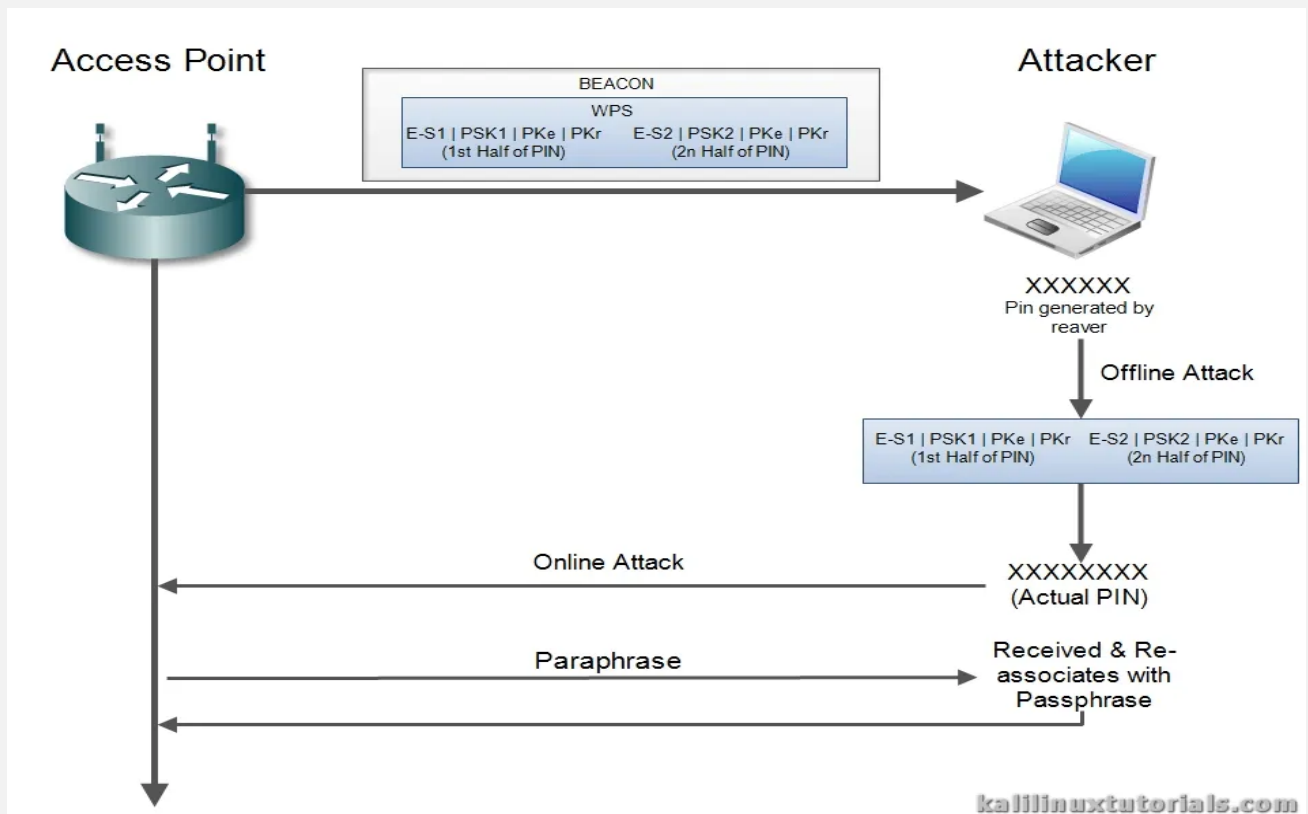 Access Point
Attacker
BEACON
WPS
E-S1 | PSK1 | PKe | PKr E-S2 | PSK2 | PKe | PKr
(1st Half of PIN) (2n Half of PIN)
XXXXXX
Pin generated by
reaver
Offline Attack
E-S1 | PSK1 | PKe | PKr E-S2 | PSK2 | PKe | PKr
(1st Half of PIN) (2n Half of PIN)
Online Attack
XXXXXXXX
(Actual PIN)
Paraphrase
Received & Re-
associates with
Passphrase
kalilinuxtutorials.com